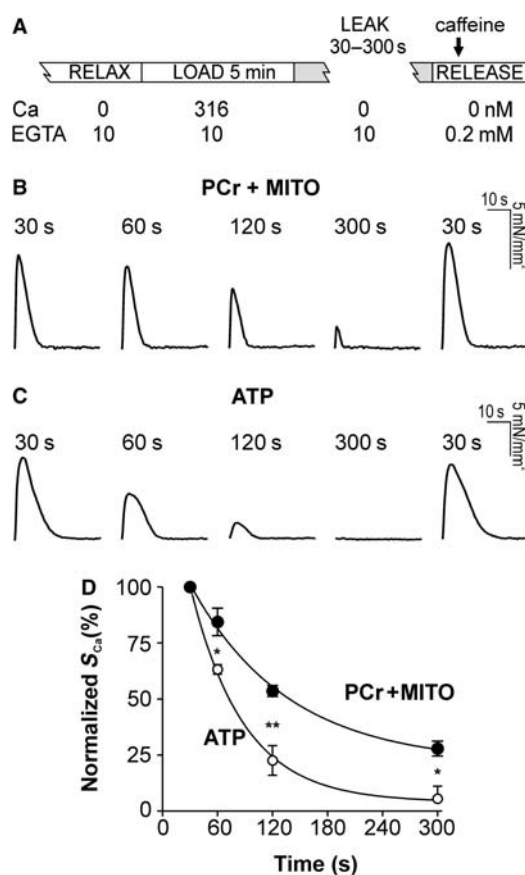 A
LEAK
30–300 s
caffeine
RELAX
LOAD 5 min
RELEASE
Ca 0 316 0 0 nM
EGTA 10 10 10 0.2 mM
B
PCr + MITO
30 s 60 s 120 s 300 s 30 s
10 s
5 mN/mm²
C
ATP
30 s 60 s 120 s 300 s 30 s
10 s
5 mN/mm²
D
Normalized SCa(%)
100
75
50
25
0
* ** *
PCr+MITO
ATP
0 60 120 180 240 300
Time (s)